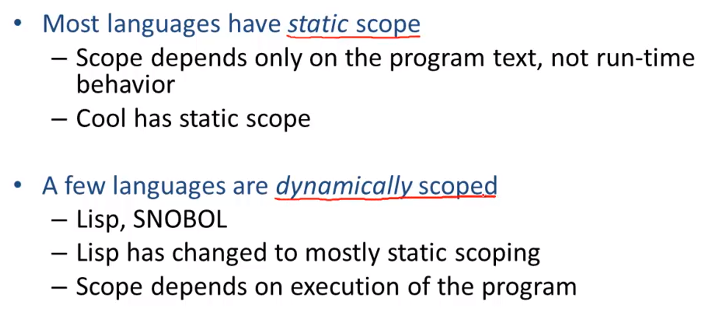 • Most languages have static scope
– Scope depends only on the program text, not run-time
behavior
– Cool has static scope
• A few languages are dynamically scoped
– Lisp, SNOBOL
– Lisp has changed to mostly static scoping
– Scope depends on execution of the program